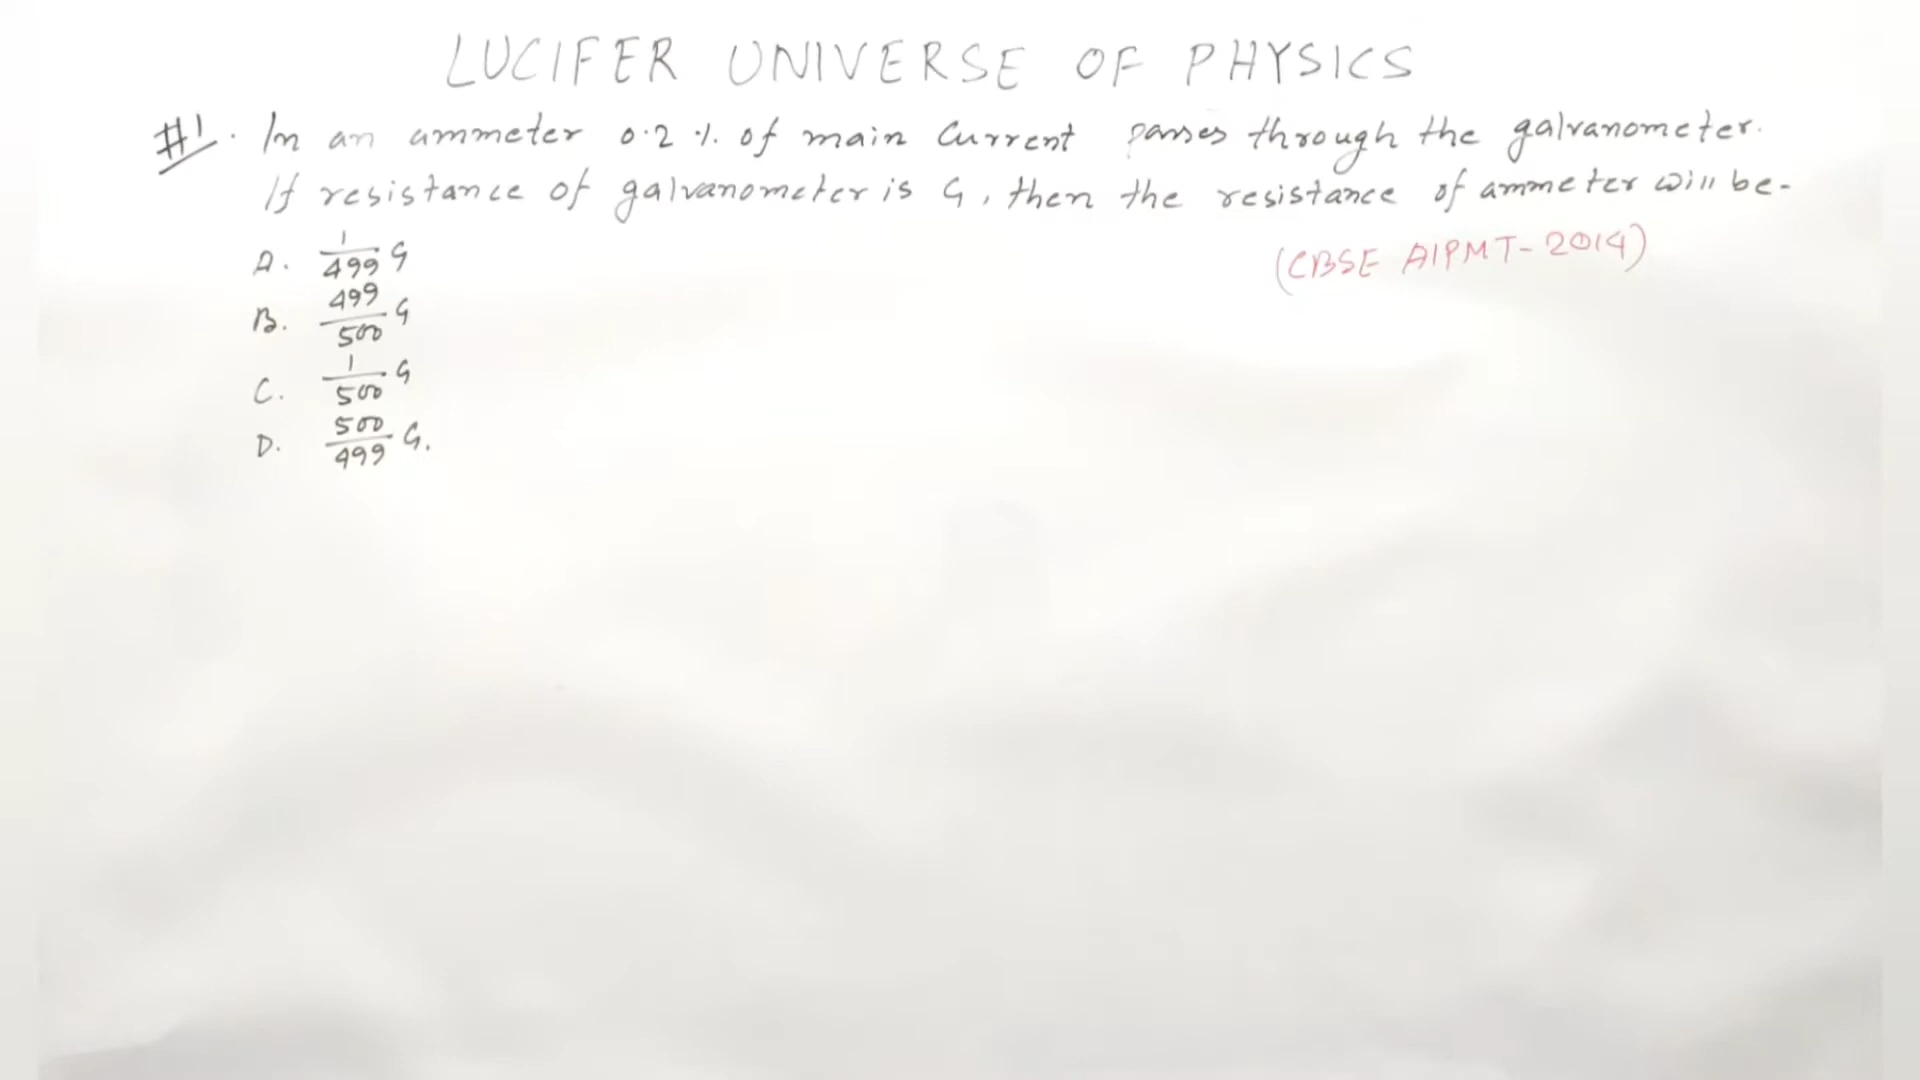 LUCIFER UNIVERSE OF PHYSICS
#1. In an ammeter 0.2 % of main current passes through the galvanometer.
If resistance of galvanometer is G, then the resistance of ammeter will be-
(CBSE AIPMT-2014)
A. 1/499 G
B. 499/500 G
C. 1/500 G
D. 500/499 G.